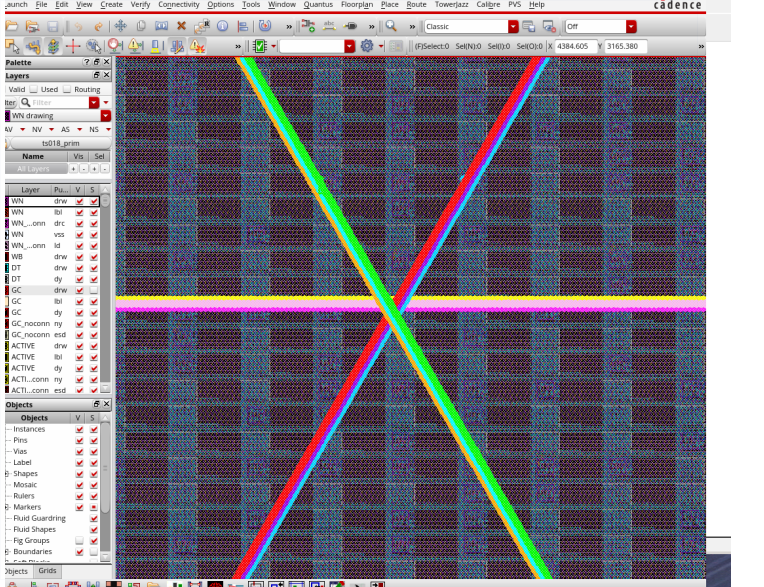 aunch File Edit View Create Verify Connectivity Options Tools Window Quantus Floorplan Place Route TowerJazz Calibre PVS Help
cādence
» » Classic Off
» » (F)Select:0 Sel(N):0 Sel(I):0 Sel(O):0 X 4384.605 Y 3165.380 »
Palette
Layers
Valid Used Routing
lter Filter
WN drawing
AV NV AS NS
ts018_prim
Name Vis Sel
All Layers
Layer Pu... V S
WN drw
WN lbl
WN_...onn drc
WN vss
WN_...onn ld
WB drw
DT drw
DT dy
GC drw
GC lbl
GC dy
GC_noconn ny
GC_noconn esd
ACTIVE drw
ACTIVE lbl
ACTIVE dy
ACTI...conn ny
ACTI...conn esd
Objects
Objects V S
Instances
Pins
Vias
Label
Shapes
Mosaic
Rulers
Markers
Fluid Guardring
Fluid Shapes
Fig Groups
Boundaries
Objects Grids